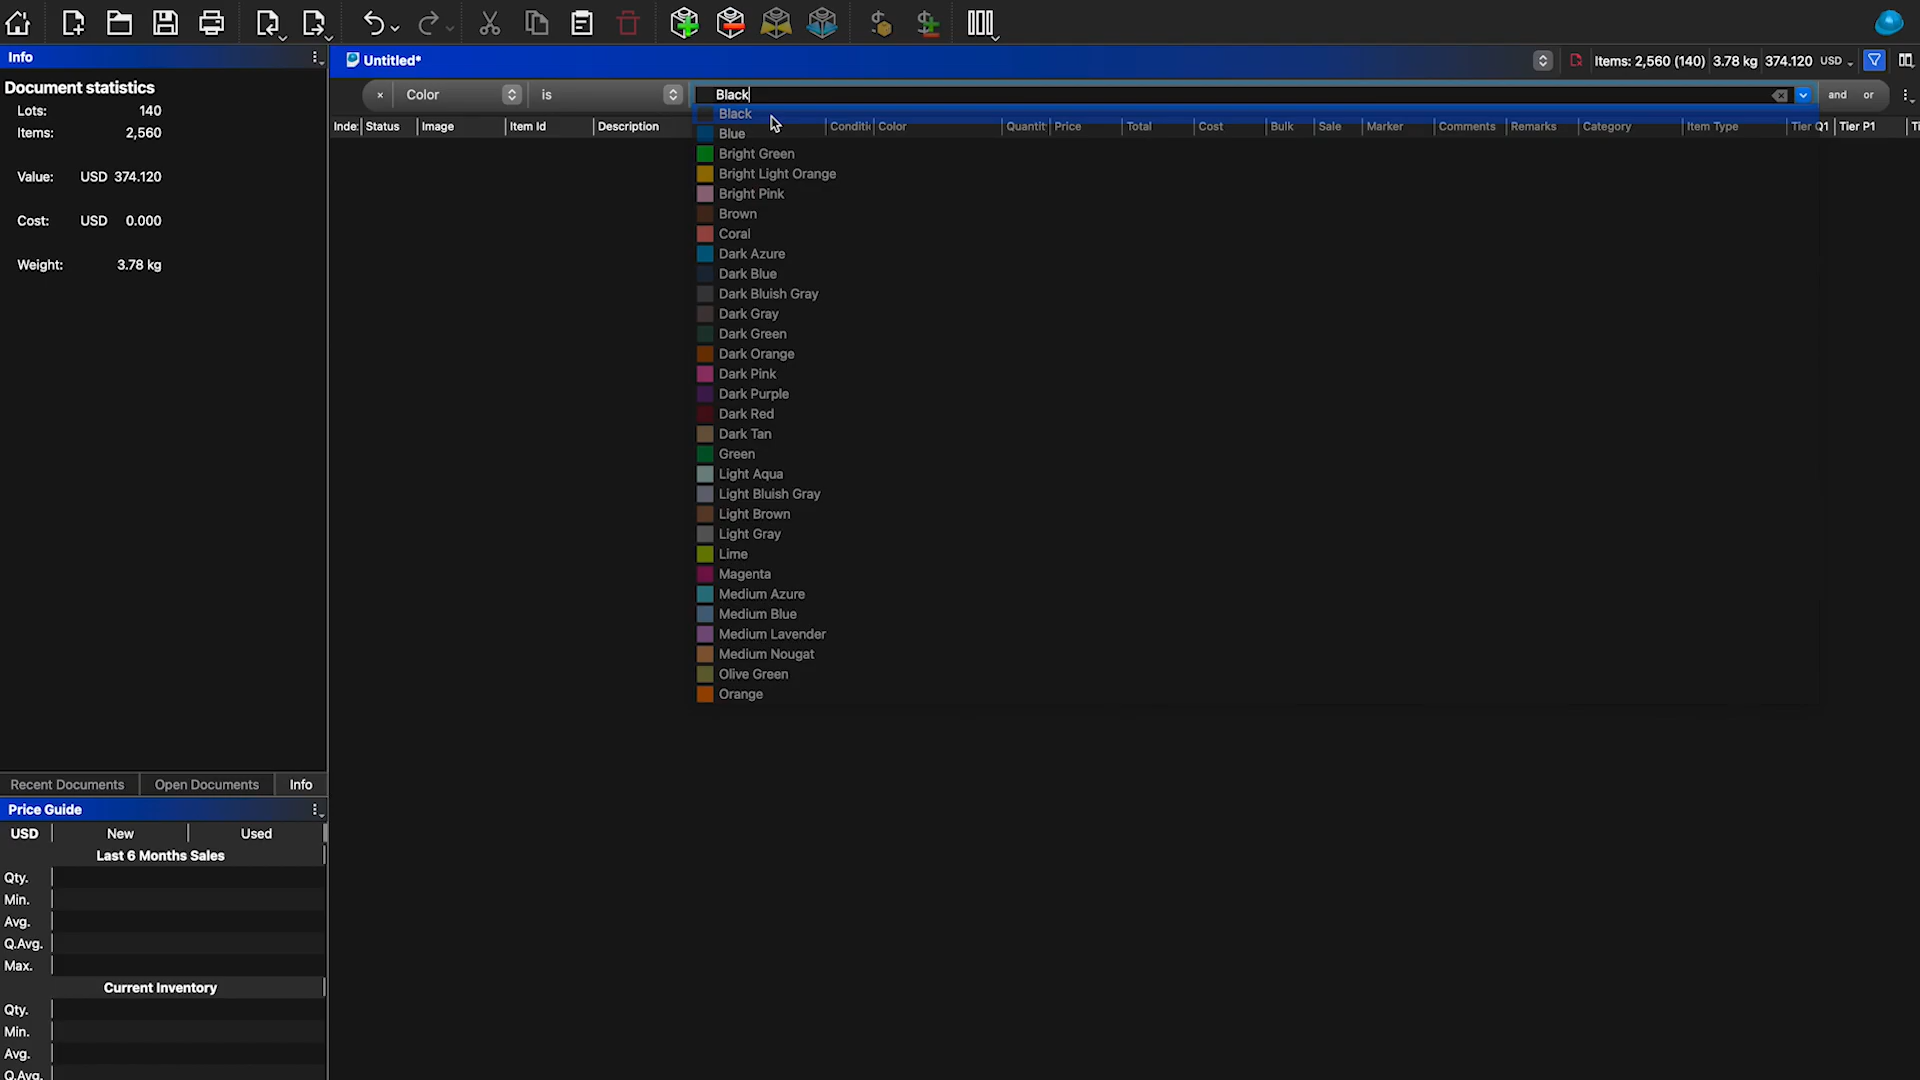 Info
Document statistics
Lots: 140
Items: 2,560
Value: USD 374.120
Cost: USD 0.000
Weight: 3.78 kg
Recent Documents Open Documents Info
Price Guide
USD New Used
Last 6 Months Sales
Qty.
Min.
Avg.
Q.Avg.
Max.
Current Inventory
Qty.
Min.
Avg.
Q.Avg.
Untitled*
Items: 2,560 (140) 3.78 kg 374.120 USD
× Color is Black and or
Inde: Status Image Item Id Description Conditi Color Quantit Price Total Cost Bulk Sale Marker Comments Remarks Category Item Type Tier Q1 Tier P1 Ti
Black
Blue
Bright Green
Bright Light Orange
Bright Pink
Brown
Coral
Dark Azure
Dark Blue
Dark Bluish Gray
Dark Gray
Dark Green
Dark Orange
Dark Pink
Dark Purple
Dark Red
Dark Tan
Green
Light Aqua
Light Bluish Gray
Light Brown
Light Gray
Lime
Magenta
Medium Azure
Medium Blue
Medium Lavender
Medium Nougat
Olive Green
Orange